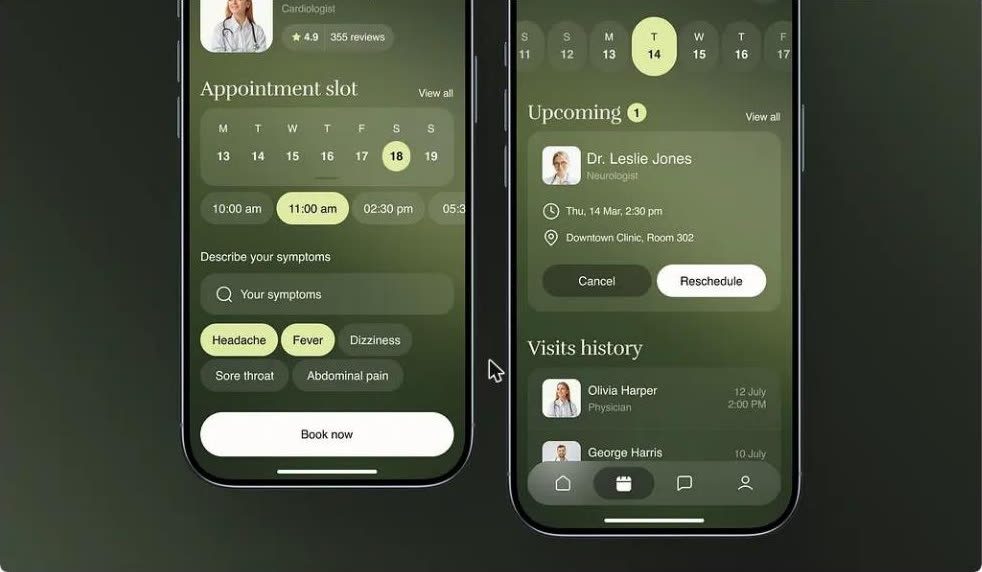 Cardiologist
★ 4.9 355 reviews
Appointment slot View all
M T W T F S S
13 14 15 16 17 18 19
10:00 am 11:00 am 02:30 pm 05:3
Describe your symptoms
Your symptoms
Headache Fever Dizziness
Sore throat Abdominal pain
Book now
S S M T W T F
11 12 13 14 15 16 17
Upcoming 1 View all
Dr. Leslie Jones
Neurologist
Thu, 14 Mar, 2:30 pm
Downtown Clinic, Room 302
Cancel Reschedule
Visits history
Olivia Harper 12 July
Physician 2:00 PM
George Harris 10 July